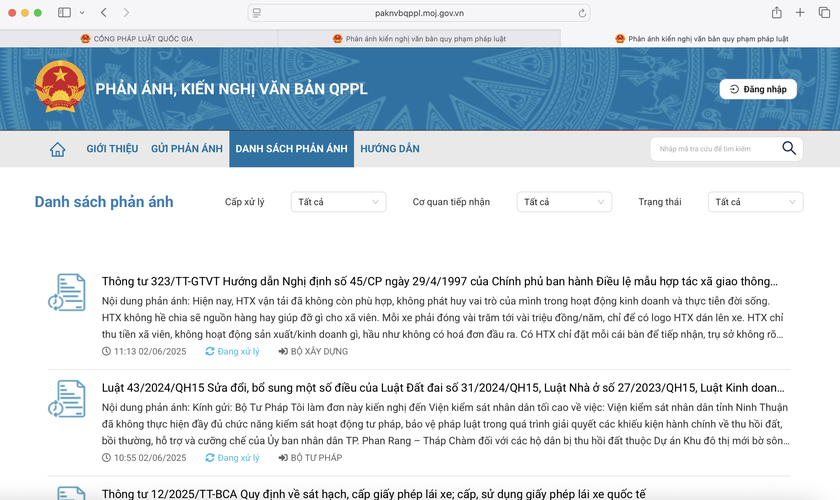 paknvbqppl.moj.gov.vn
CỔNG PHÁP LUẬT QUỐC GIA
Phản ánh kiến nghị văn bản quy phạm pháp luật
Phản ánh kiến nghị văn bản quy phạm pháp luật
PHẢN ÁNH, KIẾN NGHỊ VĂN BẢN QPPL
Đăng nhập
GIỚI THIỆU
GỬI PHẢN ÁNH
DANH SÁCH PHẢN ÁNH
HƯỚNG DẪN
Nhập mã tra cứu để tìm kiếm
Danh sách phản ánh
Cấp xử lý
Tất cả
Cơ quan tiếp nhận
Tất cả
Trạng thái
Tất cả
Thông tư 323/TT-GTVT Hướng dẫn Nghị định số 45/CP ngày 29/4/1997 của Chính phủ ban hành Điều lệ mẫu hợp tác xã giao thông...
Nội dung phản ánh: Hiện nay, HTX vận tải đã không còn phù hợp, không phát huy vai trò của mình trong hoạt động kinh doanh và thực tiễn đời sống.
HTX không hề chia sẽ nguồn hàng hay giúp đỡ gì cho xã viên. Mỗi xe phải đóng vài trăm tới vài triệu đồng/năm, chỉ để có logo HTX dán lên xe. HTX chỉ
thu tiền xã viên, không hoạt động sản xuất/kinh doanh gì, hầu như không có hoá đơn đầu ra. Có HTX chỉ đặt mỗi cái bàn để tiếp nhận, trụ sở không rõ...
11:13 02/06/2025
Đang xử lý
BỘ XÂY DỰNG
Luật 43/2024/QH15 Sửa đổi, bổ sung một số điều của Luật Đất đai số 31/2024/QH15, Luật Nhà ở số 27/2023/QH15, Luật Kinh doan...
Nội dung phản ánh: Kính gửi: Bộ Tư Pháp Tôi làm đơn này kiến nghị đến Viện kiểm sát nhân dân tối cao về việc: Viện kiểm sát nhân dân tỉnh Ninh Thuận
đã không thực hiện đầy đủ chức năng kiểm sát hoạt động tư pháp, bảo vệ pháp luật trong quá trình giải quyết các khiếu kiện hành chính về thu hồi đất,
bồi thường, hỗ trợ và cưỡng chế của Ủy ban nhân dân TP. Phan Rang – Tháp Chàm đối với các hộ dân bị thu hồi đất thuộc Dự án Khu đô thị mới bờ sôn...
10:55 02/06/2025
Đang xử lý
BỘ TƯ PHÁP
Thông tư 12/2025/TT-BCA Quy định về sát hạch, cấp giấy phép lái xe; cấp, sử dụng giấy phép lái xe quốc tế